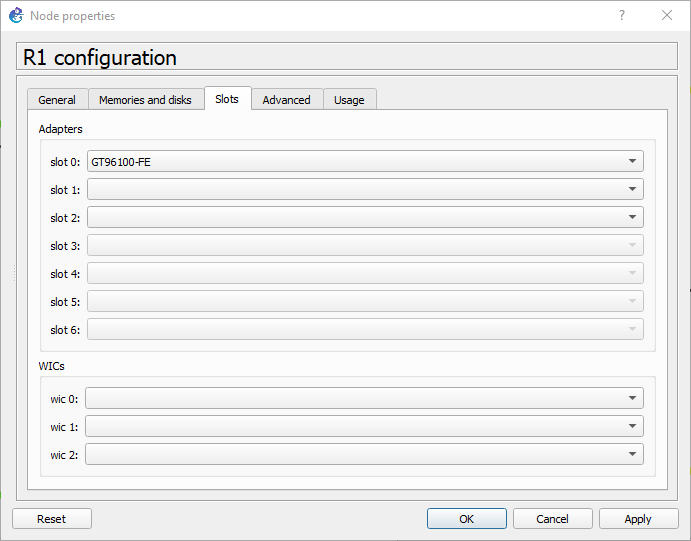 Node properties
R1 configuration
General Memories and disks Slots Advanced Usage
Adapters
slot 0: GT96100-FE
slot 1:
slot 2:
slot 3:
slot 4:
slot 5:
slot 6:
WICs
wic 0:
wic 1:
wic 2:
Reset OK Cancel Apply